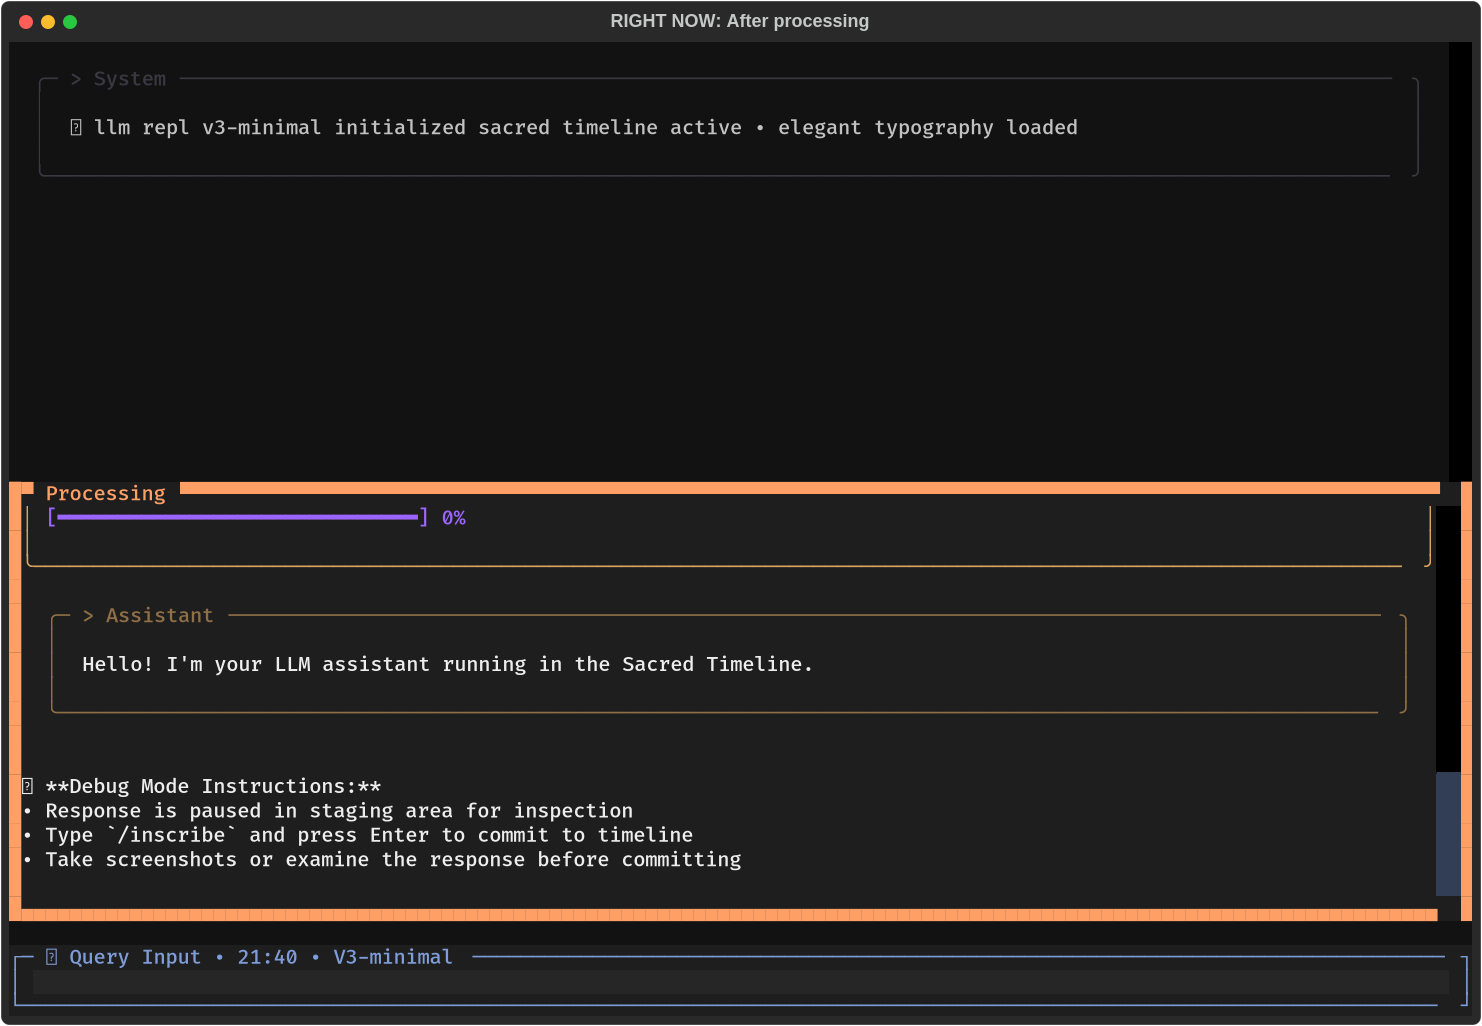 RIGHT NOW: After processing
> System
llm repl v3-minimal initialized sacred timeline active • elegant typography loaded
Processing
[━━━━━━━━━━━━━━━━━━━━━━━━━━━━━━] 0%
> Assistant
Hello! I'm your LLM assistant running in the Sacred Timeline.
**Debug Mode Instructions:**
• Response is paused in staging area for inspection
• Type `/inscribe` and press Enter to commit to timeline
• Take screenshots or examine the response before committing
Query Input • 21:40 • V3-minimal